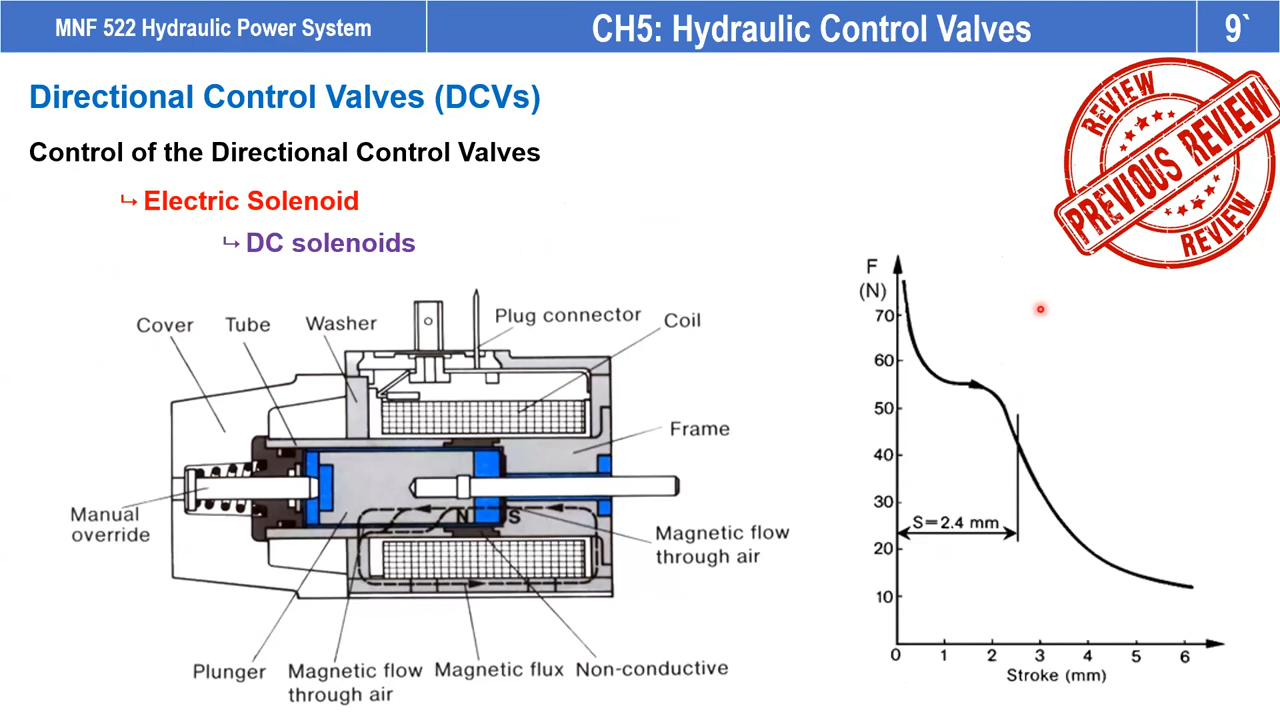 MNF 522 Hydraulic Power System
CH5: Hydraulic Control Valves
9`
Directional Control Valves (DCVs)
Control of the Directional Control Valves
↳ Electric Solenoid
↳ DC solenoids
REVIEW
PREVIOUS REVIEW
REVIEW
Cover
Tube
Washer
Plug connector
Coil
Frame
Manual
override
N
S
Magnetic flow
through air
Plunger
Magnetic flow
through air
Magnetic flux
Non-conductive
F
(N)
70
60
50
40
30
20
10
S=2.4 mm
0 1 2 3 4 5 6
Stroke (mm)